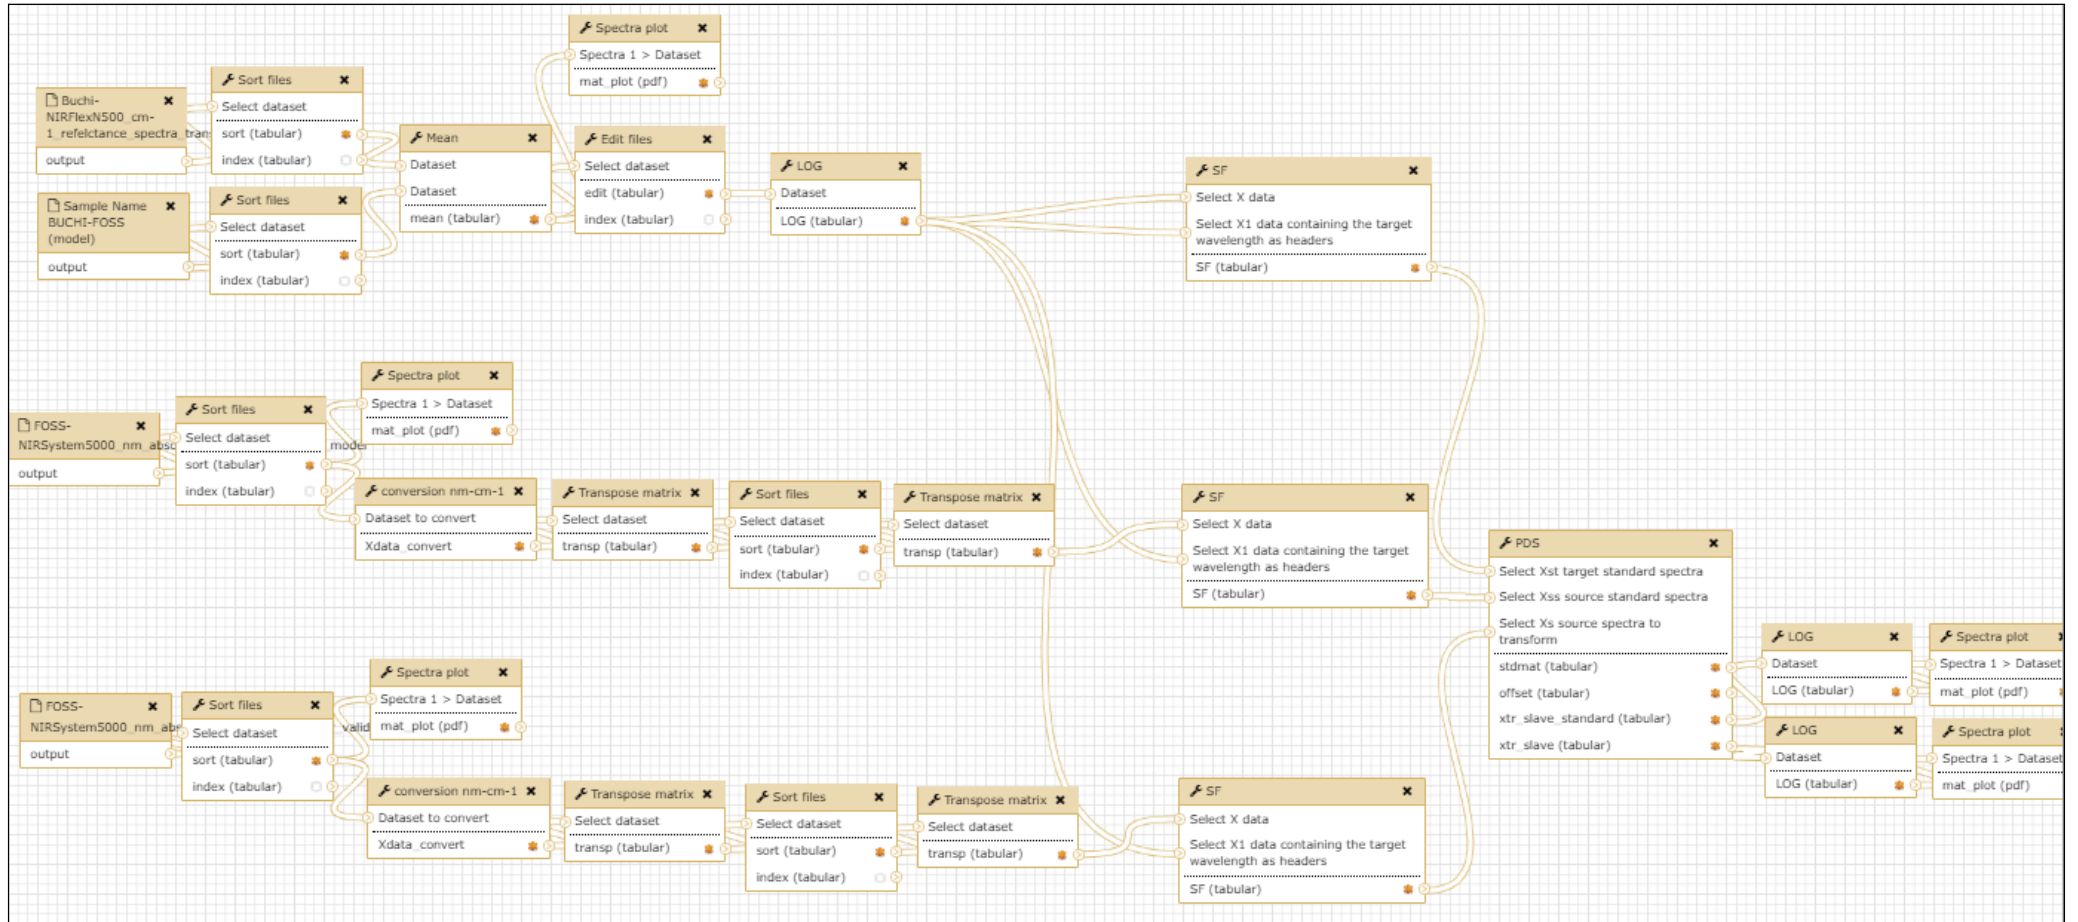 Spectra plot
Spectra 1 > Dataset
mat_plot (pdf)
Sort files
Select dataset
sort (tabular)
index (tabular)
Buchi-
NIRFlexN500_cm-
1_refelctance_spectra_tran
output
Mean
Dataset
Dataset
mean (tabular)
Edit files
Select dataset
edit (tabular)
index (tabular)
LOG
Dataset
LOG (tabular)
SF
Select X data
Select X1 data containing the target
wavelength as headers
SF (tabular)
Sample Name
BUCHI-FOSS
(model)
output
Sort files
Select dataset
sort (tabular)
index (tabular)
Spectra plot
Spectra 1 > Dataset
mat_plot (pdf)
FOSS-
NIRSystem5000_nm_abso
model
output
Sort files
Select dataset
sort (tabular)
index (tabular)
conversion nm-cm-1
Dataset to convert
Xdata_convert
Transpose matrix
Select dataset
transp (tabular)
Sort files
Select dataset
sort (tabular)
index (tabular)
Transpose matrix
Select dataset
transp (tabular)
SF
Select X data
Select X1 data containing the target
wavelength as headers
SF (tabular)
PDS
Select Xst target standard spectra
Select Xss source standard spectra
Select Xs source spectra to
transform
stdmat (tabular)
offset (tabular)
xtr_slave_standard (tabular)
xtr_slave (tabular)
LOG
Dataset
LOG (tabular)
Spectra plot
Spectra 1 > Dataset
mat_plot (pdf)
LOG
Dataset
LOG (tabular)
Spectra plot
Spectra 1 > Dataset
mat_plot (pdf)
Spectra plot
Spectra 1 > Dataset
mat_plot (pdf)
FOSS-
NIRSystem5000_nm_abs
valid
output
Sort files
Select dataset
sort (tabular)
index (tabular)
conversion nm-cm-1
Dataset to convert
Xdata_convert
Transpose matrix
Select dataset
transp (tabular)
Sort files
Select dataset
sort (tabular)
index (tabular)
Transpose matrix
Select dataset
transp (tabular)
SF
Select X data
Select X1 data containing the target
wavelength as headers
SF (tabular)